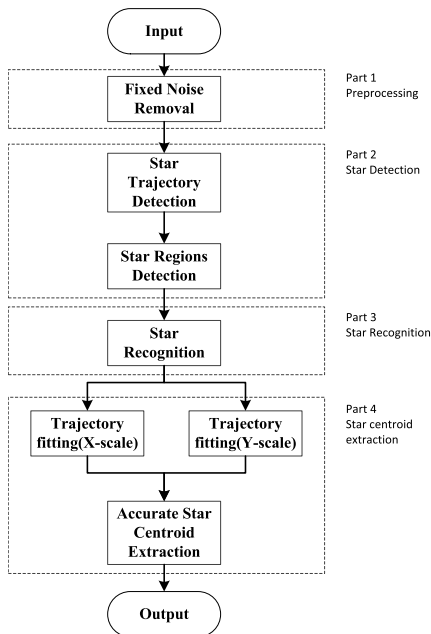 Input
Part 1
Preprocessing
Fixed Noise
Removal
Part 2
Star Detection
Star
Trajectory
Detection
Star Regions
Detection
Part 3
Star Recognition
Star
Recognition
Part 4
Star centroid
extraction
Trajectory
fitting(X-scale)
Trajectory
fitting(Y-scale)
Accurate Star
Centroid
Extraction
Output